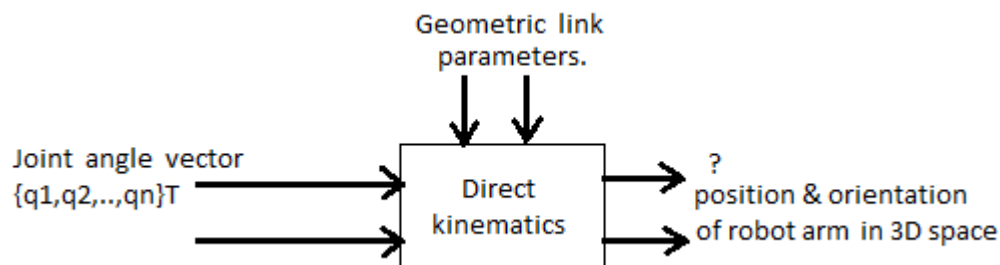 Geometric link
parameters.
Joint angle vector
{q1,q2,..,qn}T
Direct
kinematics
?
position & orientation
of robot arm in 3D space